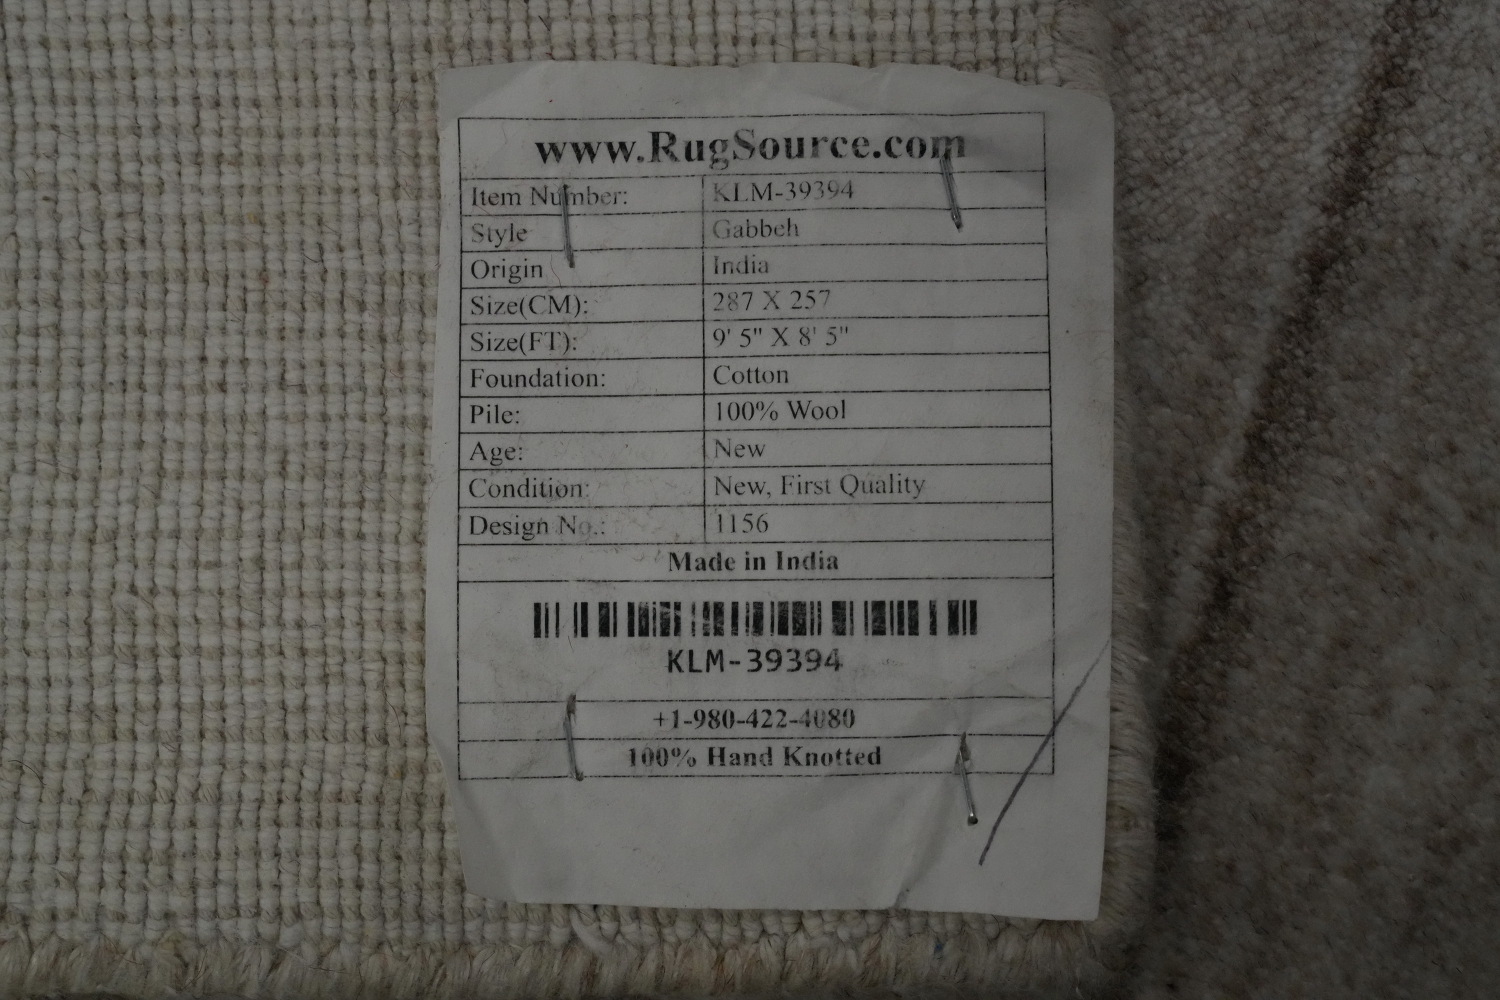 www.RugSource.com
Item Number: KLM-39394
Style Gabbeh
Origin India
Size(CM): 287 X 257
Size(FT): 9' 5" X 8' 5"
Foundation: Cotton
Pile: 100% Wool
Age: New
Condition: New, First Quality
Design No.: 1156
Made in India
KLM-39394
+1-980-422-4080
100% Hand Knotted